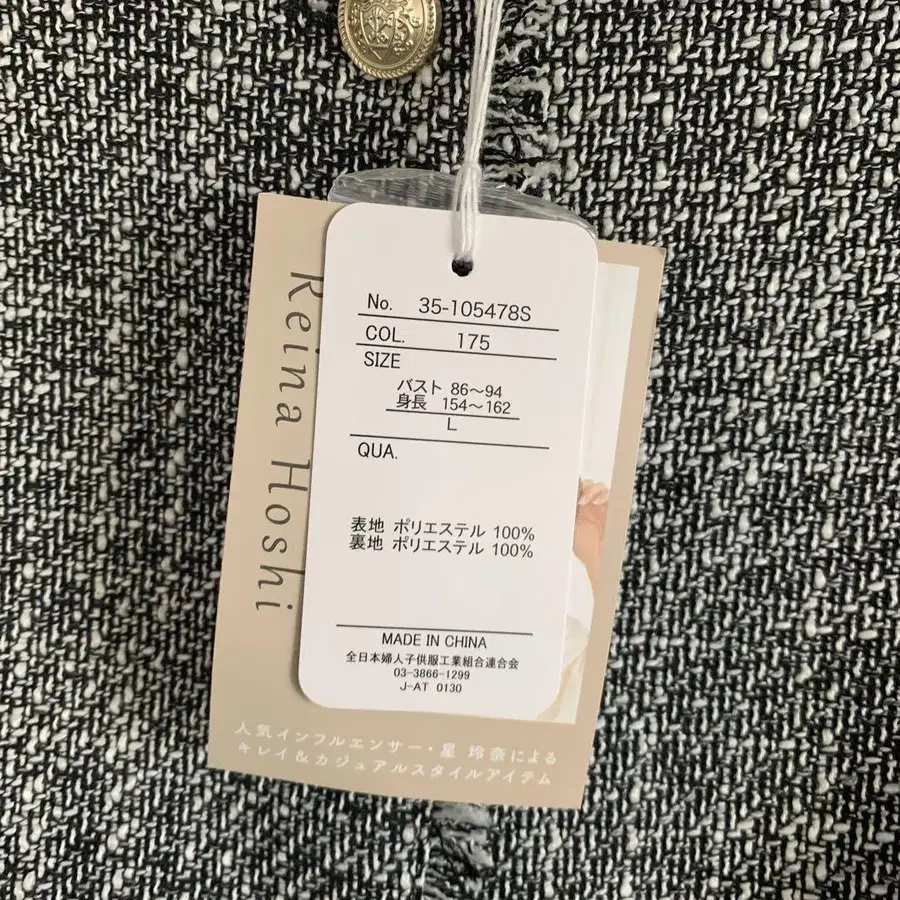 No. 35-105478S
COL. 175
SIZE
バスト 86～94
身長 154～162
L
QUA.
表地 ポリエステル 100%
裏地 ポリエステル 100%
MADE IN CHINA
全日本婦人子供服工業組合連合会
03-3866-1299
J-AT 0130
Reina Hoshi
人気インフルエンサー・星 玲奈による
キレイ&カジュアルスタイルアイテム